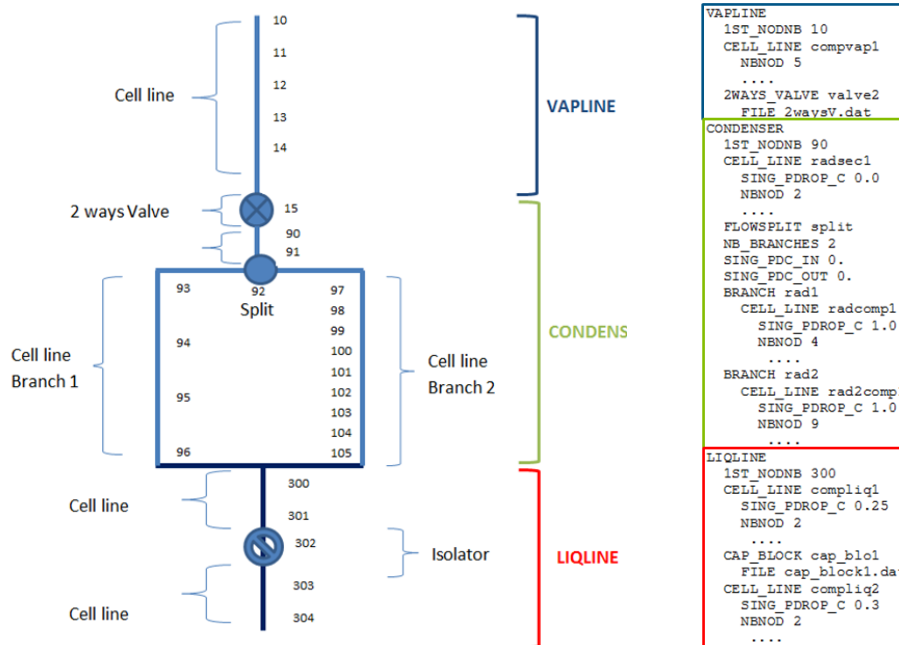 10
11
Cell line
12
13
14
VAPLINE
2 ways Valve
15
90
91
93
92
97
Split
98
99
94
100
CONDENS
Cell line
Branch 1
101
Cell line
Branch 2
102
95
103
104
96
105
300
Cell line
301
302
Isolator
LIQLINE
303
Cell line
304
VAPLINE
1ST_NODNB 10
CELL_LINE compvap1
NBNOD 5
....
2WAYS_VALVE valve2
FILE 2waysV.dat
CONDENSER
1ST_NODNB 90
CELL_LINE radsec1
SING_PDROP_C 0.0
NBNOD 2
....
FLOWSPLIT split
NB_BRANCHES 2
SING_PDC_IN 0.
SING_PDC_OUT 0.
BRANCH rad1
CELL_LINE radcomp1
SING_PDROP_C 1.0
NBNOD 4
....
BRANCH rad2
CELL_LINE rad2comp
SING_PDROP_C 1.0
NBNOD 9
....
LIQLINE
1ST_NODNB 300
CELL_LINE compliq1
SING_PDROP_C 0.25
NBNOD 2
....
CAP_BLOCK cap_blo1
FILE cap_block1.da
CELL_LINE compliq2
SING_PDROP_C 0.3
NBNOD 2
....